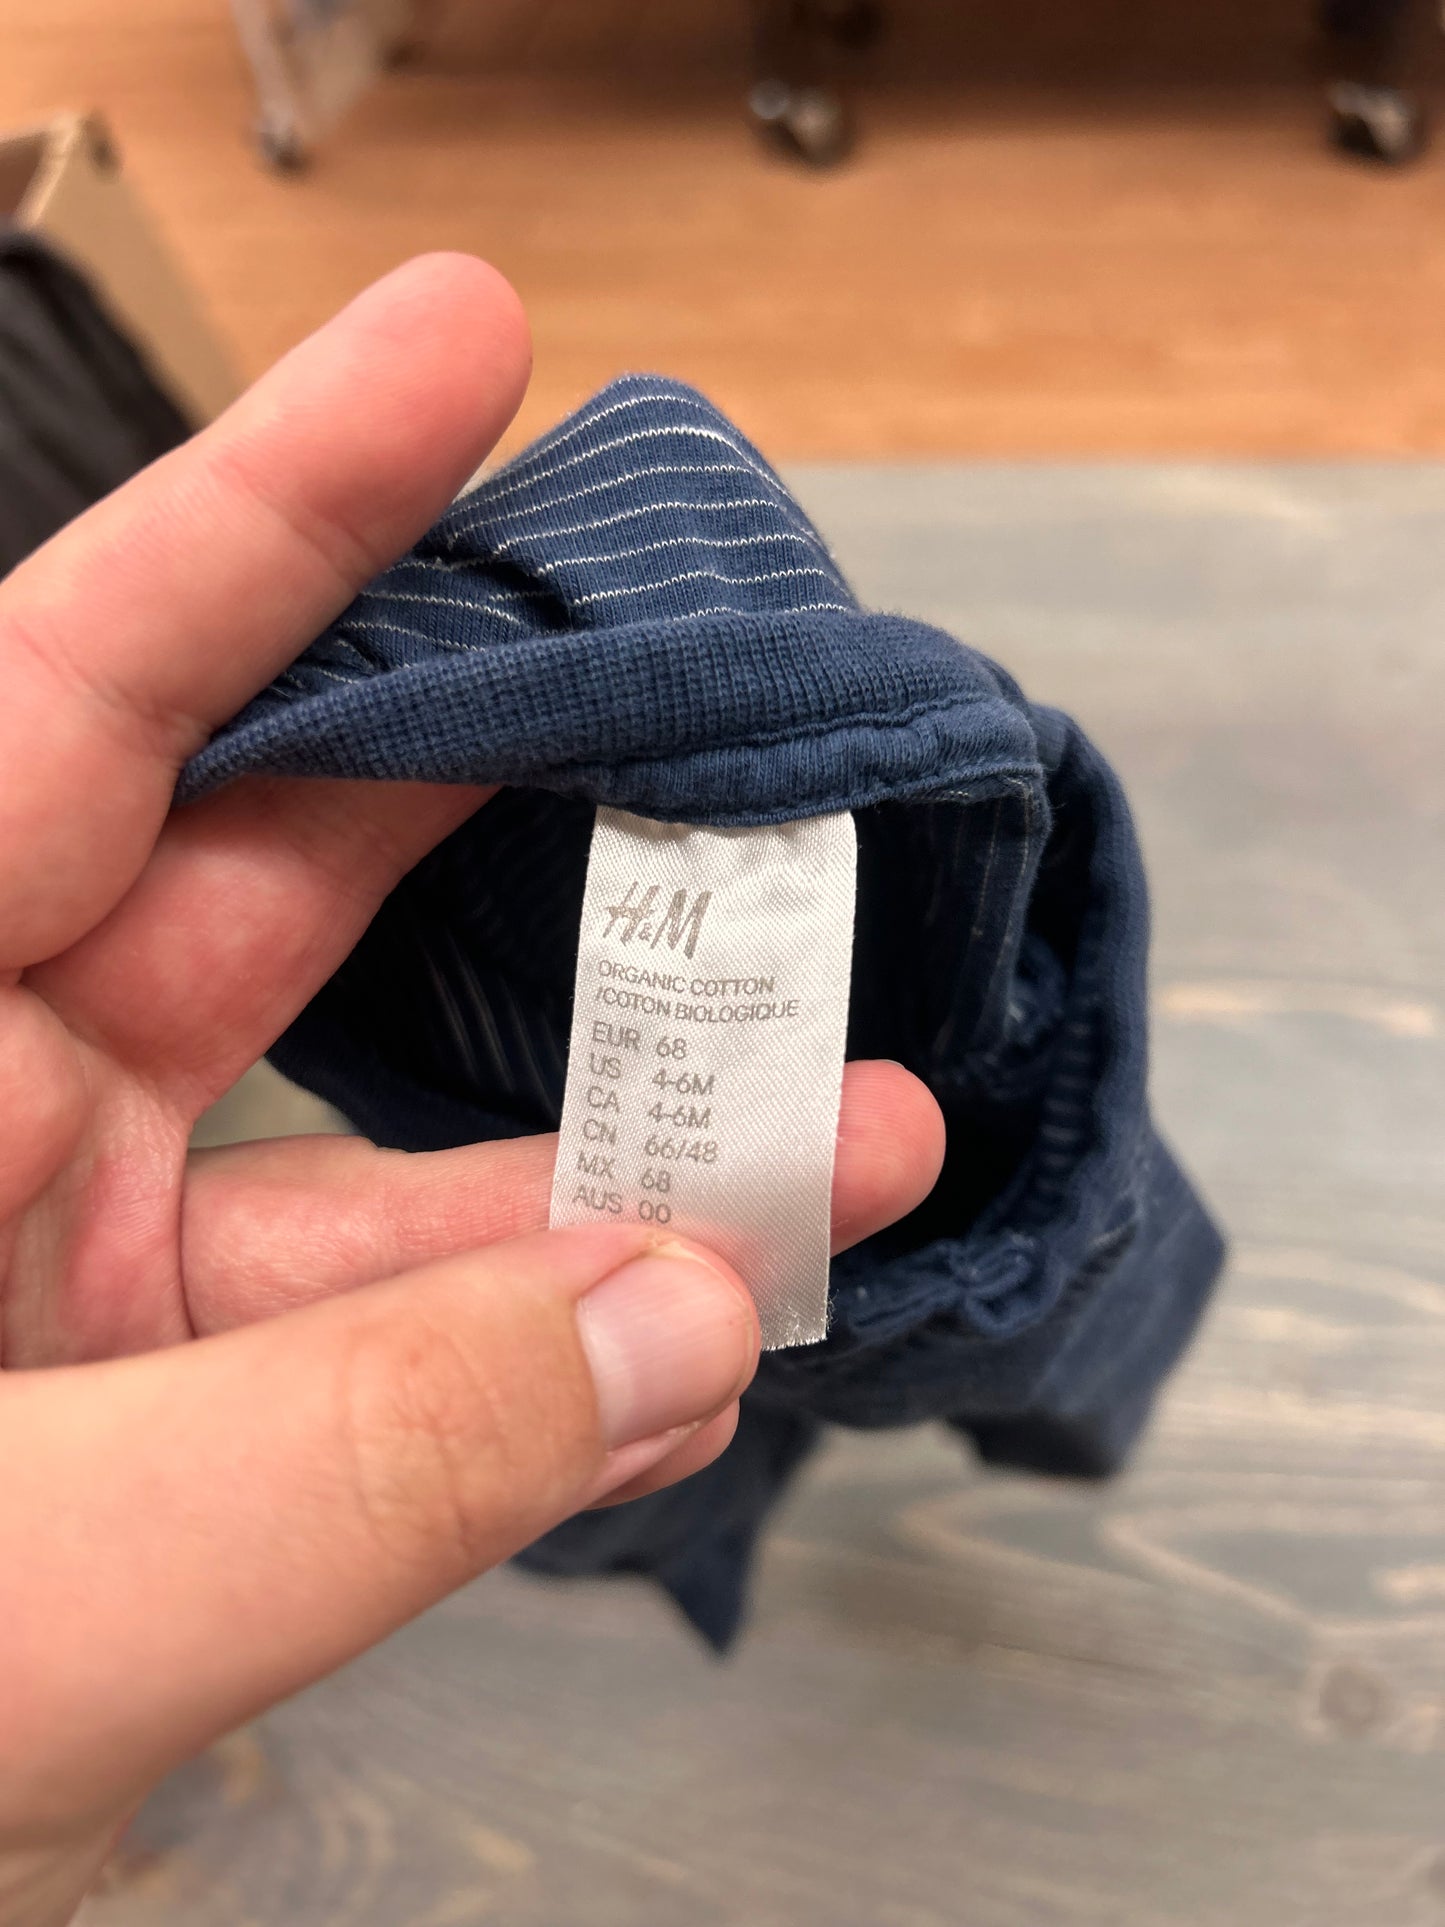 H&M
ORGANIC COTTON
/COTON BIOLOGIQUE
EUR 68
US 4-6M
CA 4-6M
CN 66/48
MX 68
AUS 00